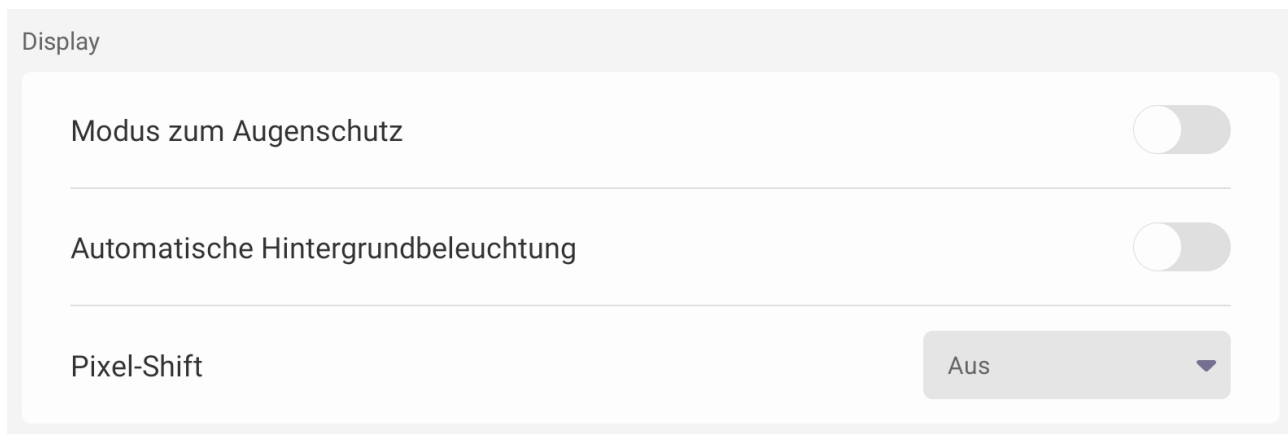 Display
Modus zum Augenschutz
Automatische Hintergrundbeleuchtung
Pixel-Shift
Aus